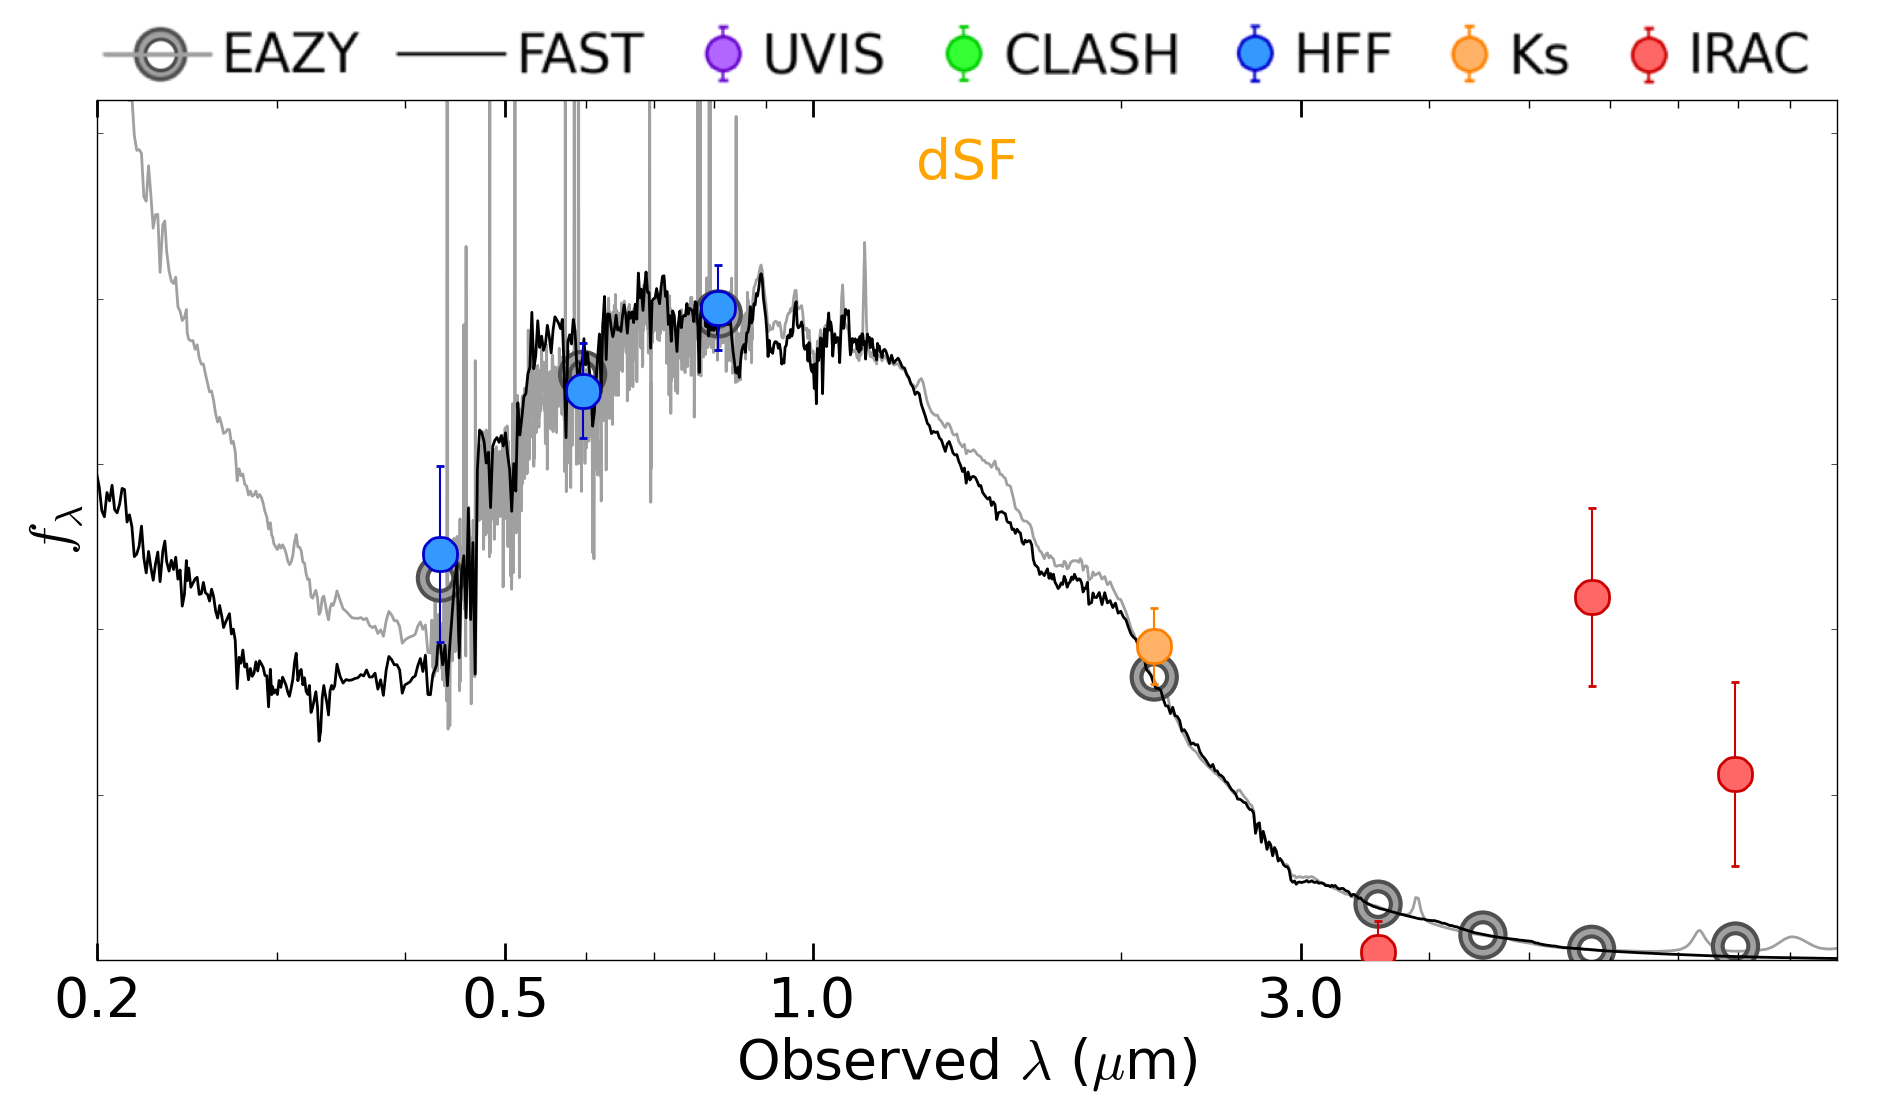 EAZY FAST UVIS CLASH HFF Ks IRAC
dSF
fλ
0.2 0.5 1.0 3.0
Observed λ (μm)